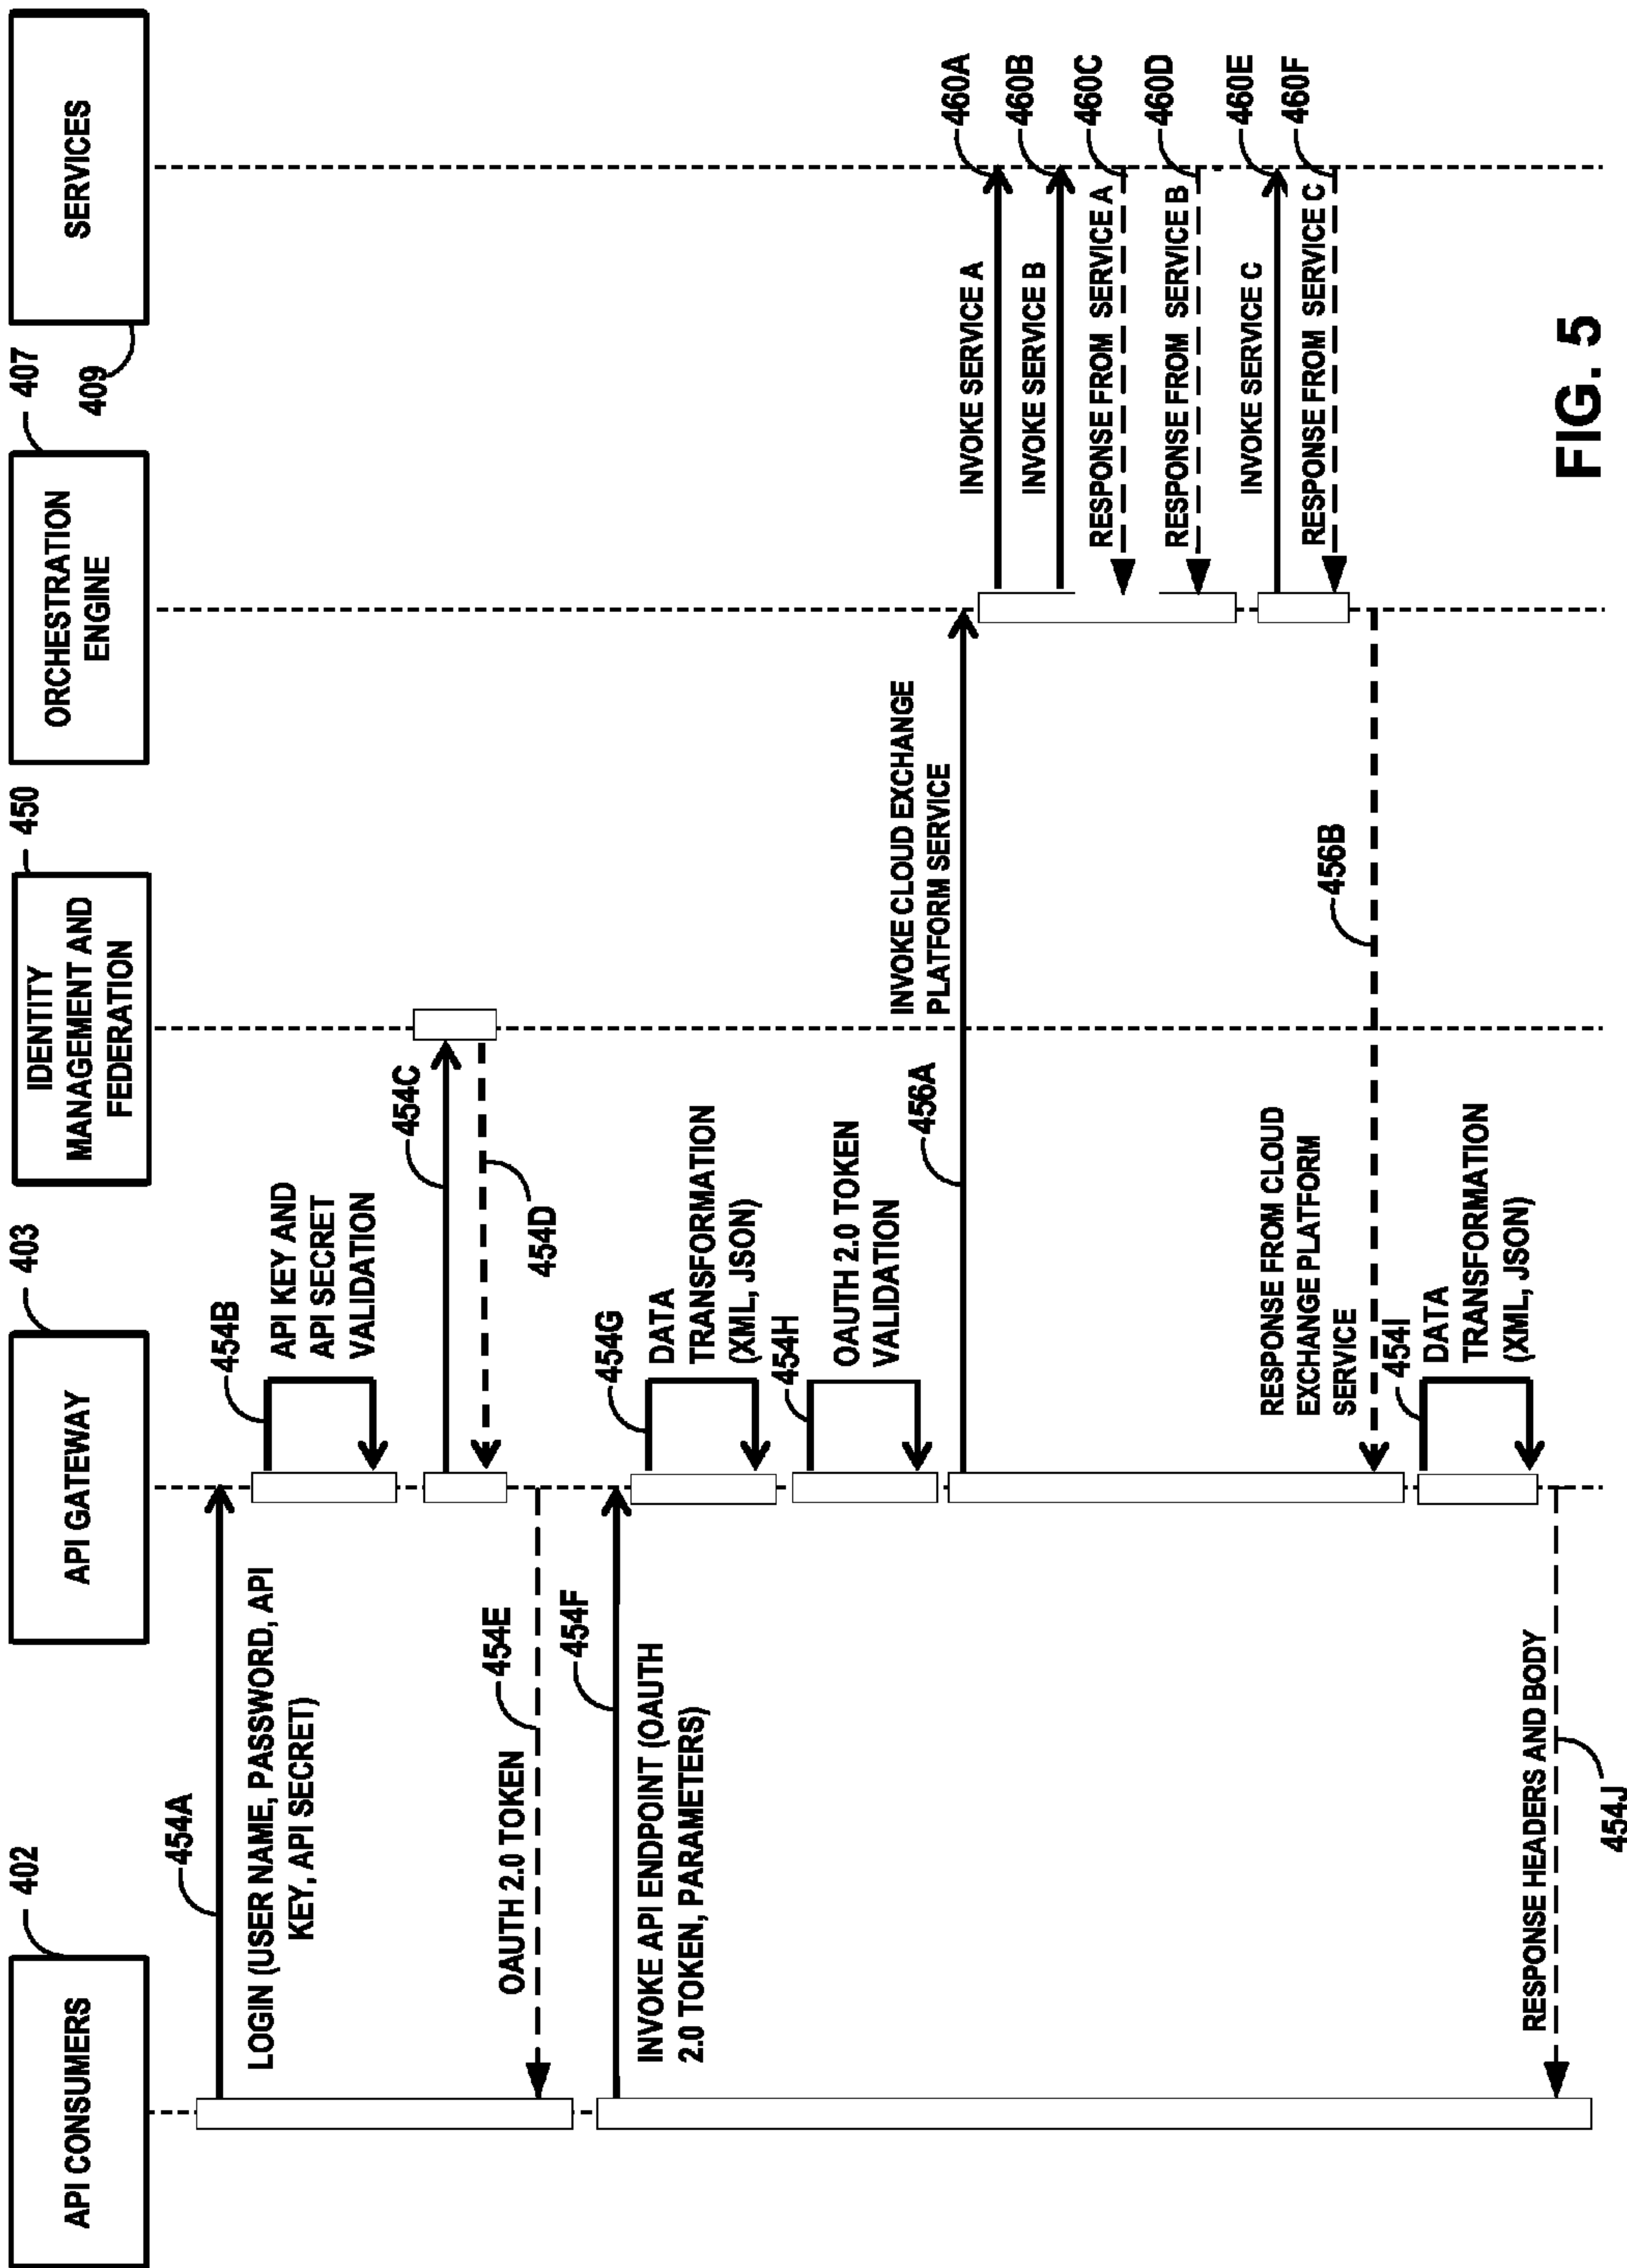 API CONSUMERS
402
API GATEWAY
403
IDENTITY
MANAGEMENT AND
FEDERATION
450
ORCHESTRATION
ENGINE
407
SERVICES
409
454A
LOGIN (USER NAME, PASSWORD, API
KEY, API SECRET)
454B
API KEY AND
API SECRET
VALIDATION
454C
454D
454E
OAUTH 2.0 TOKEN
454F
INVOKE API ENDPOINT (OAUTH
2.0 TOKEN, PARAMETERS)
454G
DATA
TRANSFORMATION
(XML, JSON)
454H
OAUTH 2.0 TOKEN
VALIDATION
456A
INVOKE CLOUD EXCHANGE
PLATFORM SERVICE
INVOKE SERVICE A
460A
INVOKE SERVICE B
460B
RESPONSE FROM SERVICE A
460C
RESPONSE FROM SERVICE B
460D
INVOKE SERVICE C
460E
RESPONSE FROM SERVICE C
460F
456B
RESPONSE FROM CLOUD
EXCHANGE PLATFORM
SERVICE
454I
DATA
TRANSFORMATION
(XML, JSON)
RESPONSE HEADERS AND BODY
454J
FIG. 5